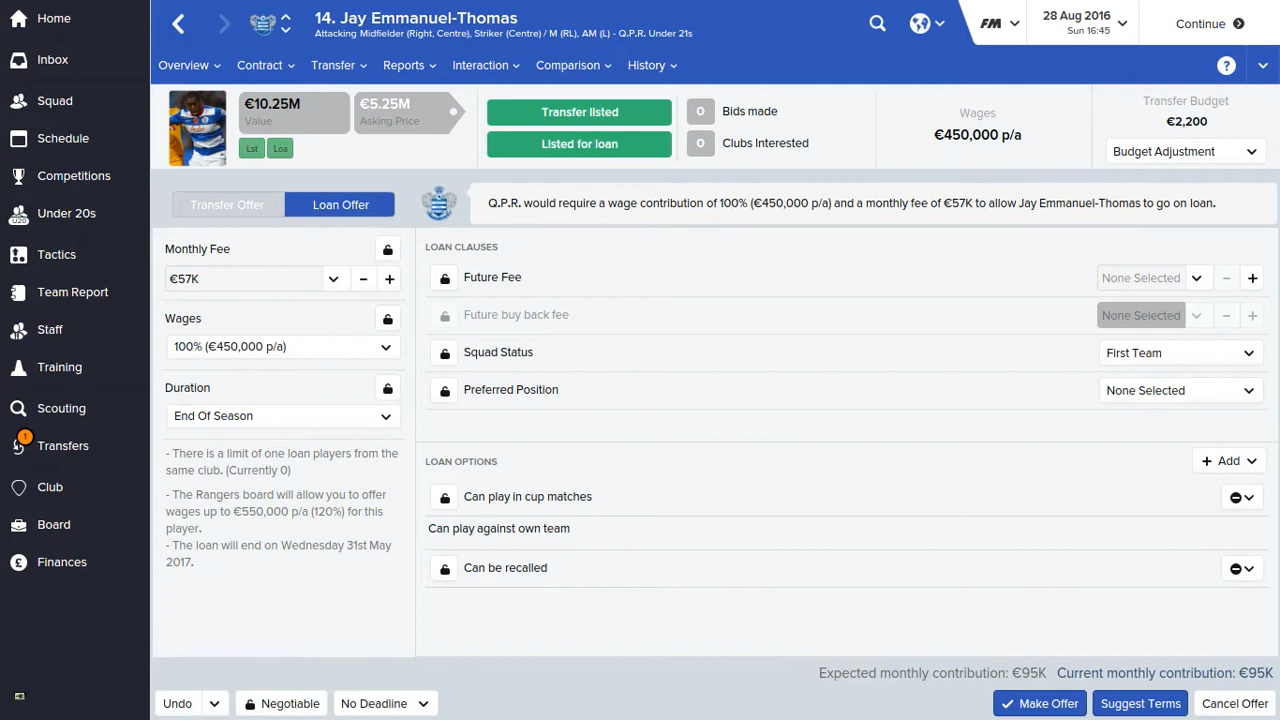 Home
Inbox
Squad
Schedule
Competitions
Under 20s
Tactics
Team Report
Staff
Training
Scouting
1
Transfers
Club
Board
Finances
14. Jay Emmanuel-Thomas
Attacking Midfielder (Right, Centre), Striker (Centre) / M (RL), AM (L) - Q.P.R. Under 21s
FM
28 Aug 2016
Sun 16:45
Continue
Overview
Contract
Transfer
Reports
Interaction
Comparison
History
?
€10.25M
Value
€5.25M
Asking Price
Lst
Loa
Transfer listed
Listed for loan
0 Bids made
0 Clubs Interested
Wages
€450,000 p/a
Transfer Budget
€2,200
Budget Adjustment
Transfer Offer
Loan Offer
Q.P.R. would require a wage contribution of 100% (€450,000 p/a) and a monthly fee of €57K to allow Jay Emmanuel-Thomas to go on loan.
Monthly Fee
€57K
Wages
100% (€450,000 p/a)
Duration
End Of Season
- There is a limit of one loan players from the
same club. (Currently 0)
- The Rangers board will allow you to offer
wages up to €550,000 p/a (120%) for this
player.
- The loan will end on Wednesday 31st May
2017.
LOAN CLAUSES
Future Fee
None Selected
Future buy back fee
None Selected
Squad Status
First Team
Preferred Position
None Selected
LOAN OPTIONS
+ Add
Can play in cup matches
Can play against own team
Can be recalled
Expected monthly contribution: €95K
Current monthly contribution: €95K
Undo
Negotiable
No Deadline
Make Offer
Suggest Terms
Cancel Offer